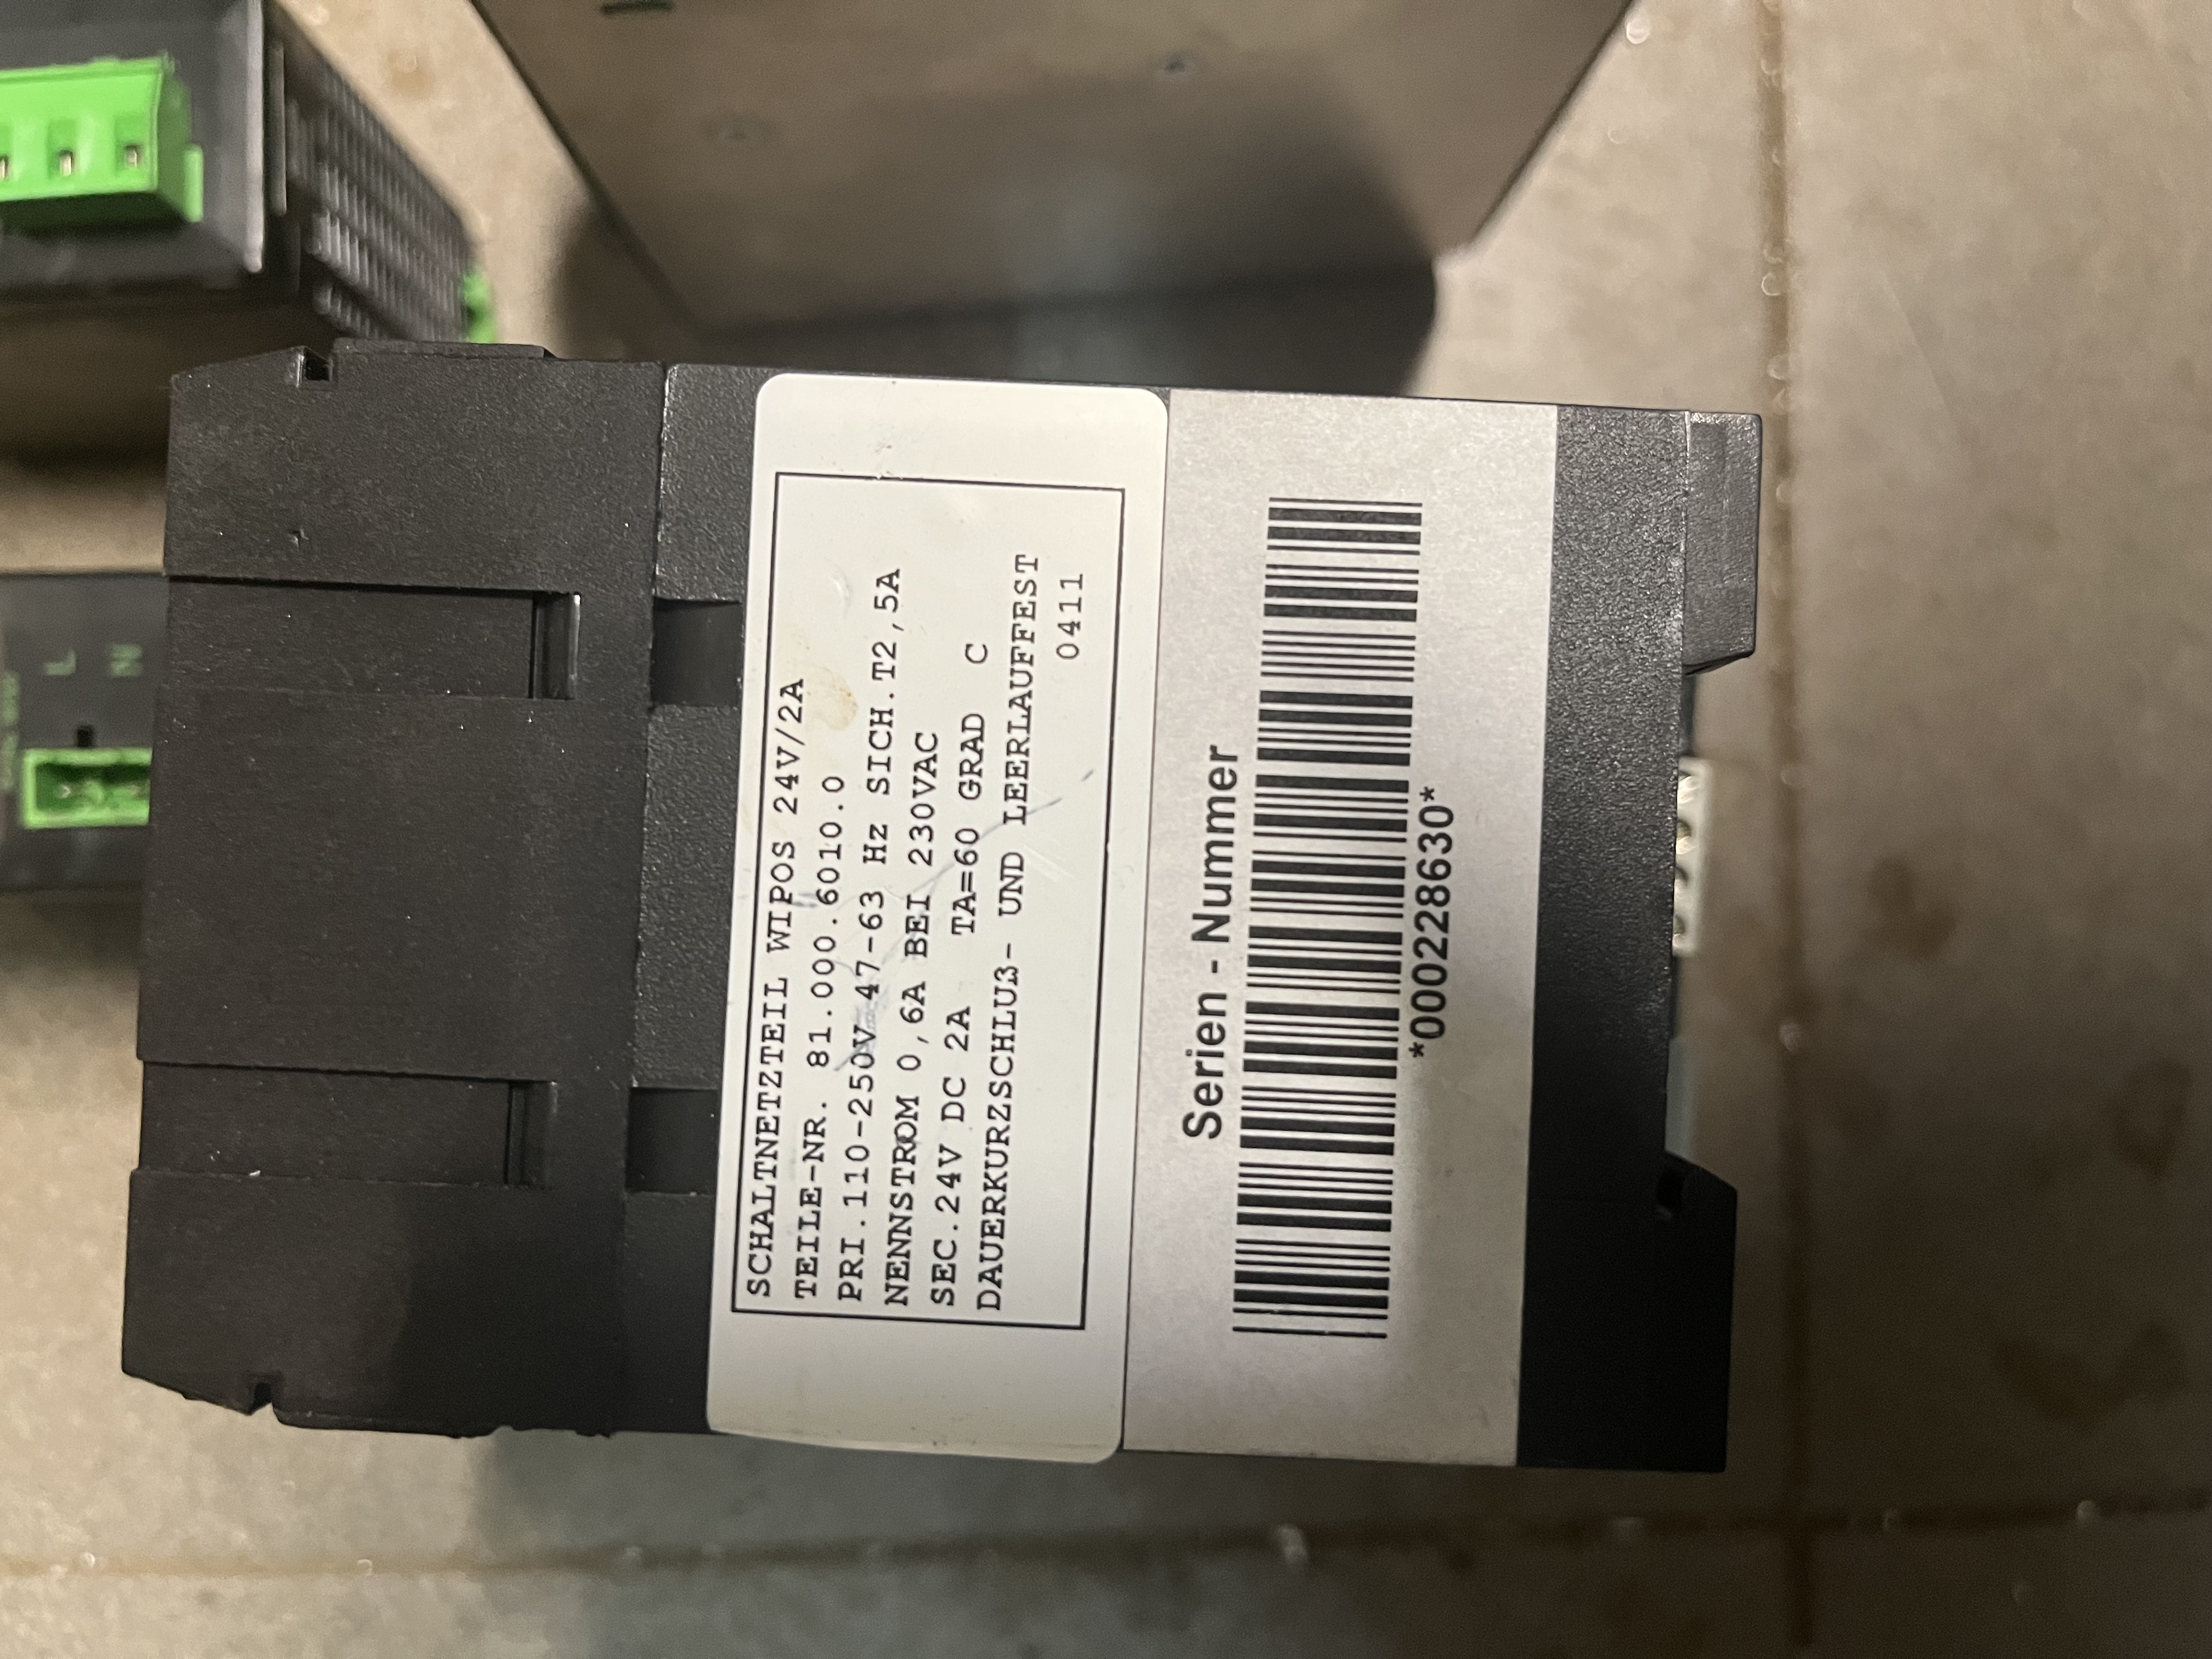 SCHALTNETZTEIL WIPOS 24V/2A
TEILE-NR. 81.000.6010.0
PRI.110-250V 47-63 Hz SICH.T2,5A
NENNSTROM 0,6A BEI 230VAC
SEC.24V DC 2A TA=60 GRAD C
DAUERKURZSCHLUß- UND LEERLAUFFEST
0411
Serien - Nummer
*000228630*
L
N